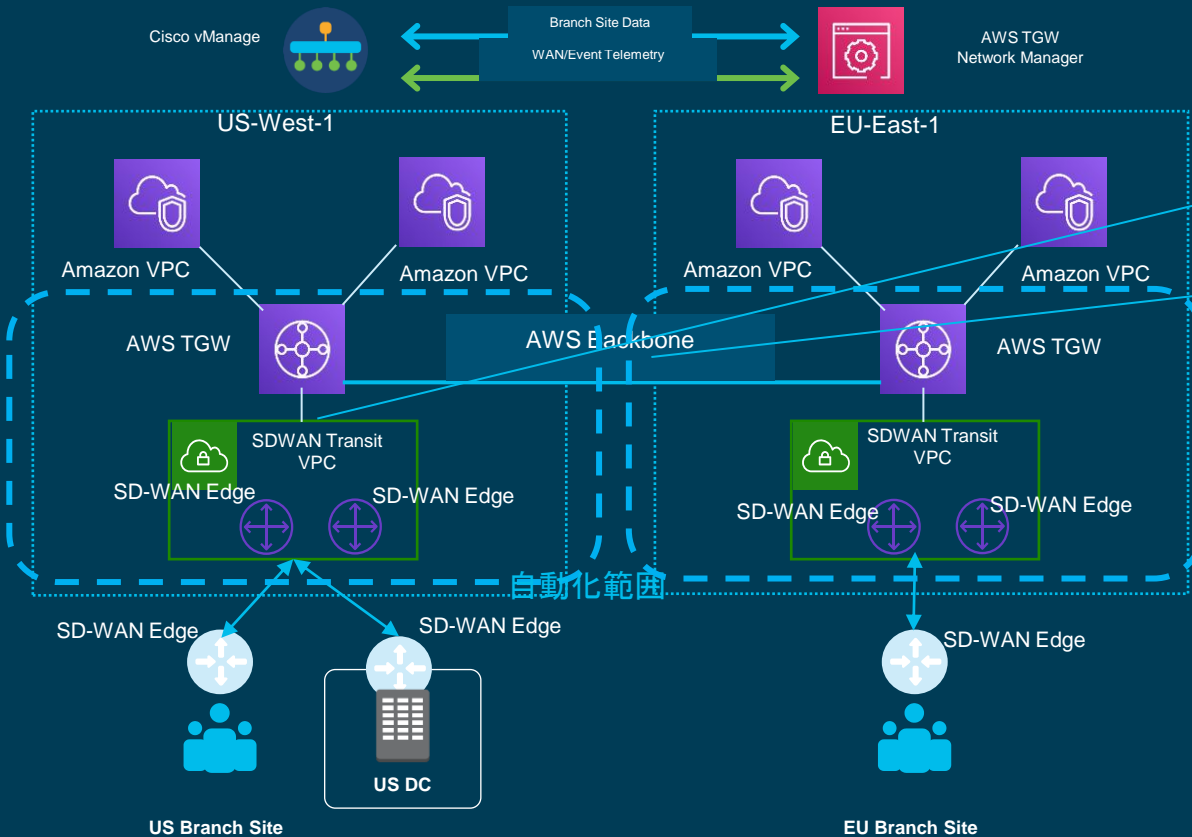 Cisco vManage
Branch Site Data
WAN/Event Telemetry
AWS TGW
Network Manager
US-West-1
EU-East-1
Amazon VPC
Amazon VPC
Amazon VPC
Amazon VPC
AWS TGW
AWS Backbone
AWS TGW
SDWAN Transit
VPC
SD-WAN Edge
SD-WAN Edge
SDWAN Transit
VPC
SD-WAN Edge
SD-WAN Edge
自動化範囲
SD-WAN Edge
SD-WAN Edge
SD-WAN Edge
US DC
US Branch Site
EU Branch Site